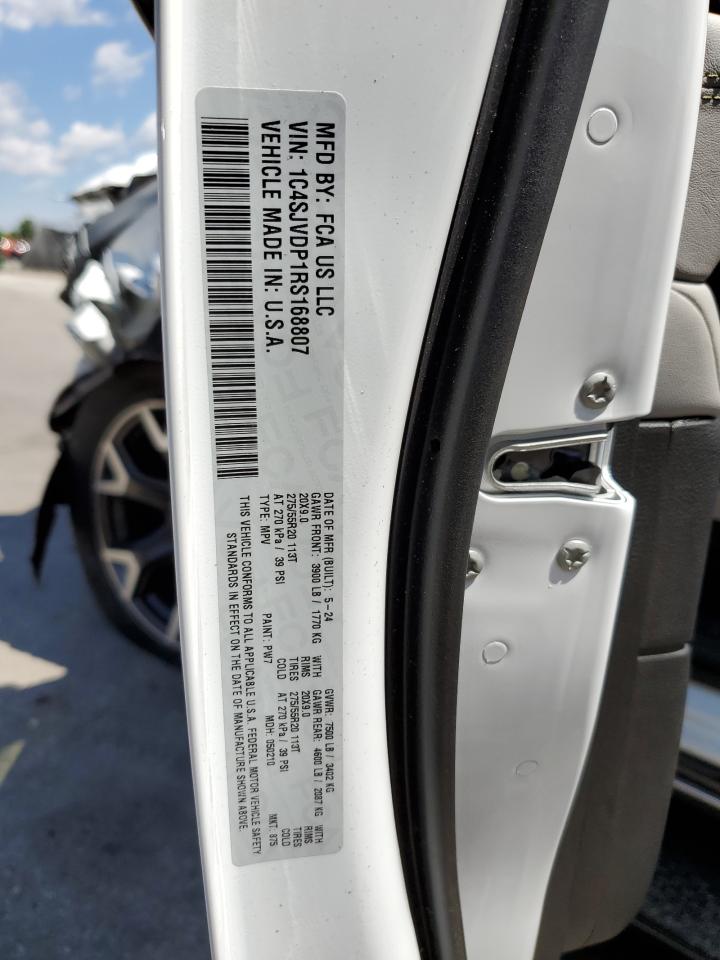 MFD BY: FCA US LLC
VIN: 1C4SJVDP1RS168807
VEHICLE MADE IN: U.S.A.
DATE OF MFR (BUILT): 5-24 GVWR: 7500 LB / 3402 KG
GAWR FRONT: 3900 LB / 1770 KG WITH GAWR REAR: 4600 LB / 2087 KG WITH
20X9.0 RIMS 20X9.0 RIMS
275/55R20 113T TIRES 275/55R20 113T TIRES
AT 270 kPa / 39 PSI COLD AT 270 kPa / 39 PSI COLD
TYPE: MPV PAINT: PW7 MDH: 050210 MKT: 875
THIS VEHICLE CONFORMS TO ALL APPLICABLE U.S.A. FEDERAL MOTOR VEHICLE SAFETY
STANDARDS IN EFFECT ON THE DATE OF MANUFACTURE SHOWN ABOVE.